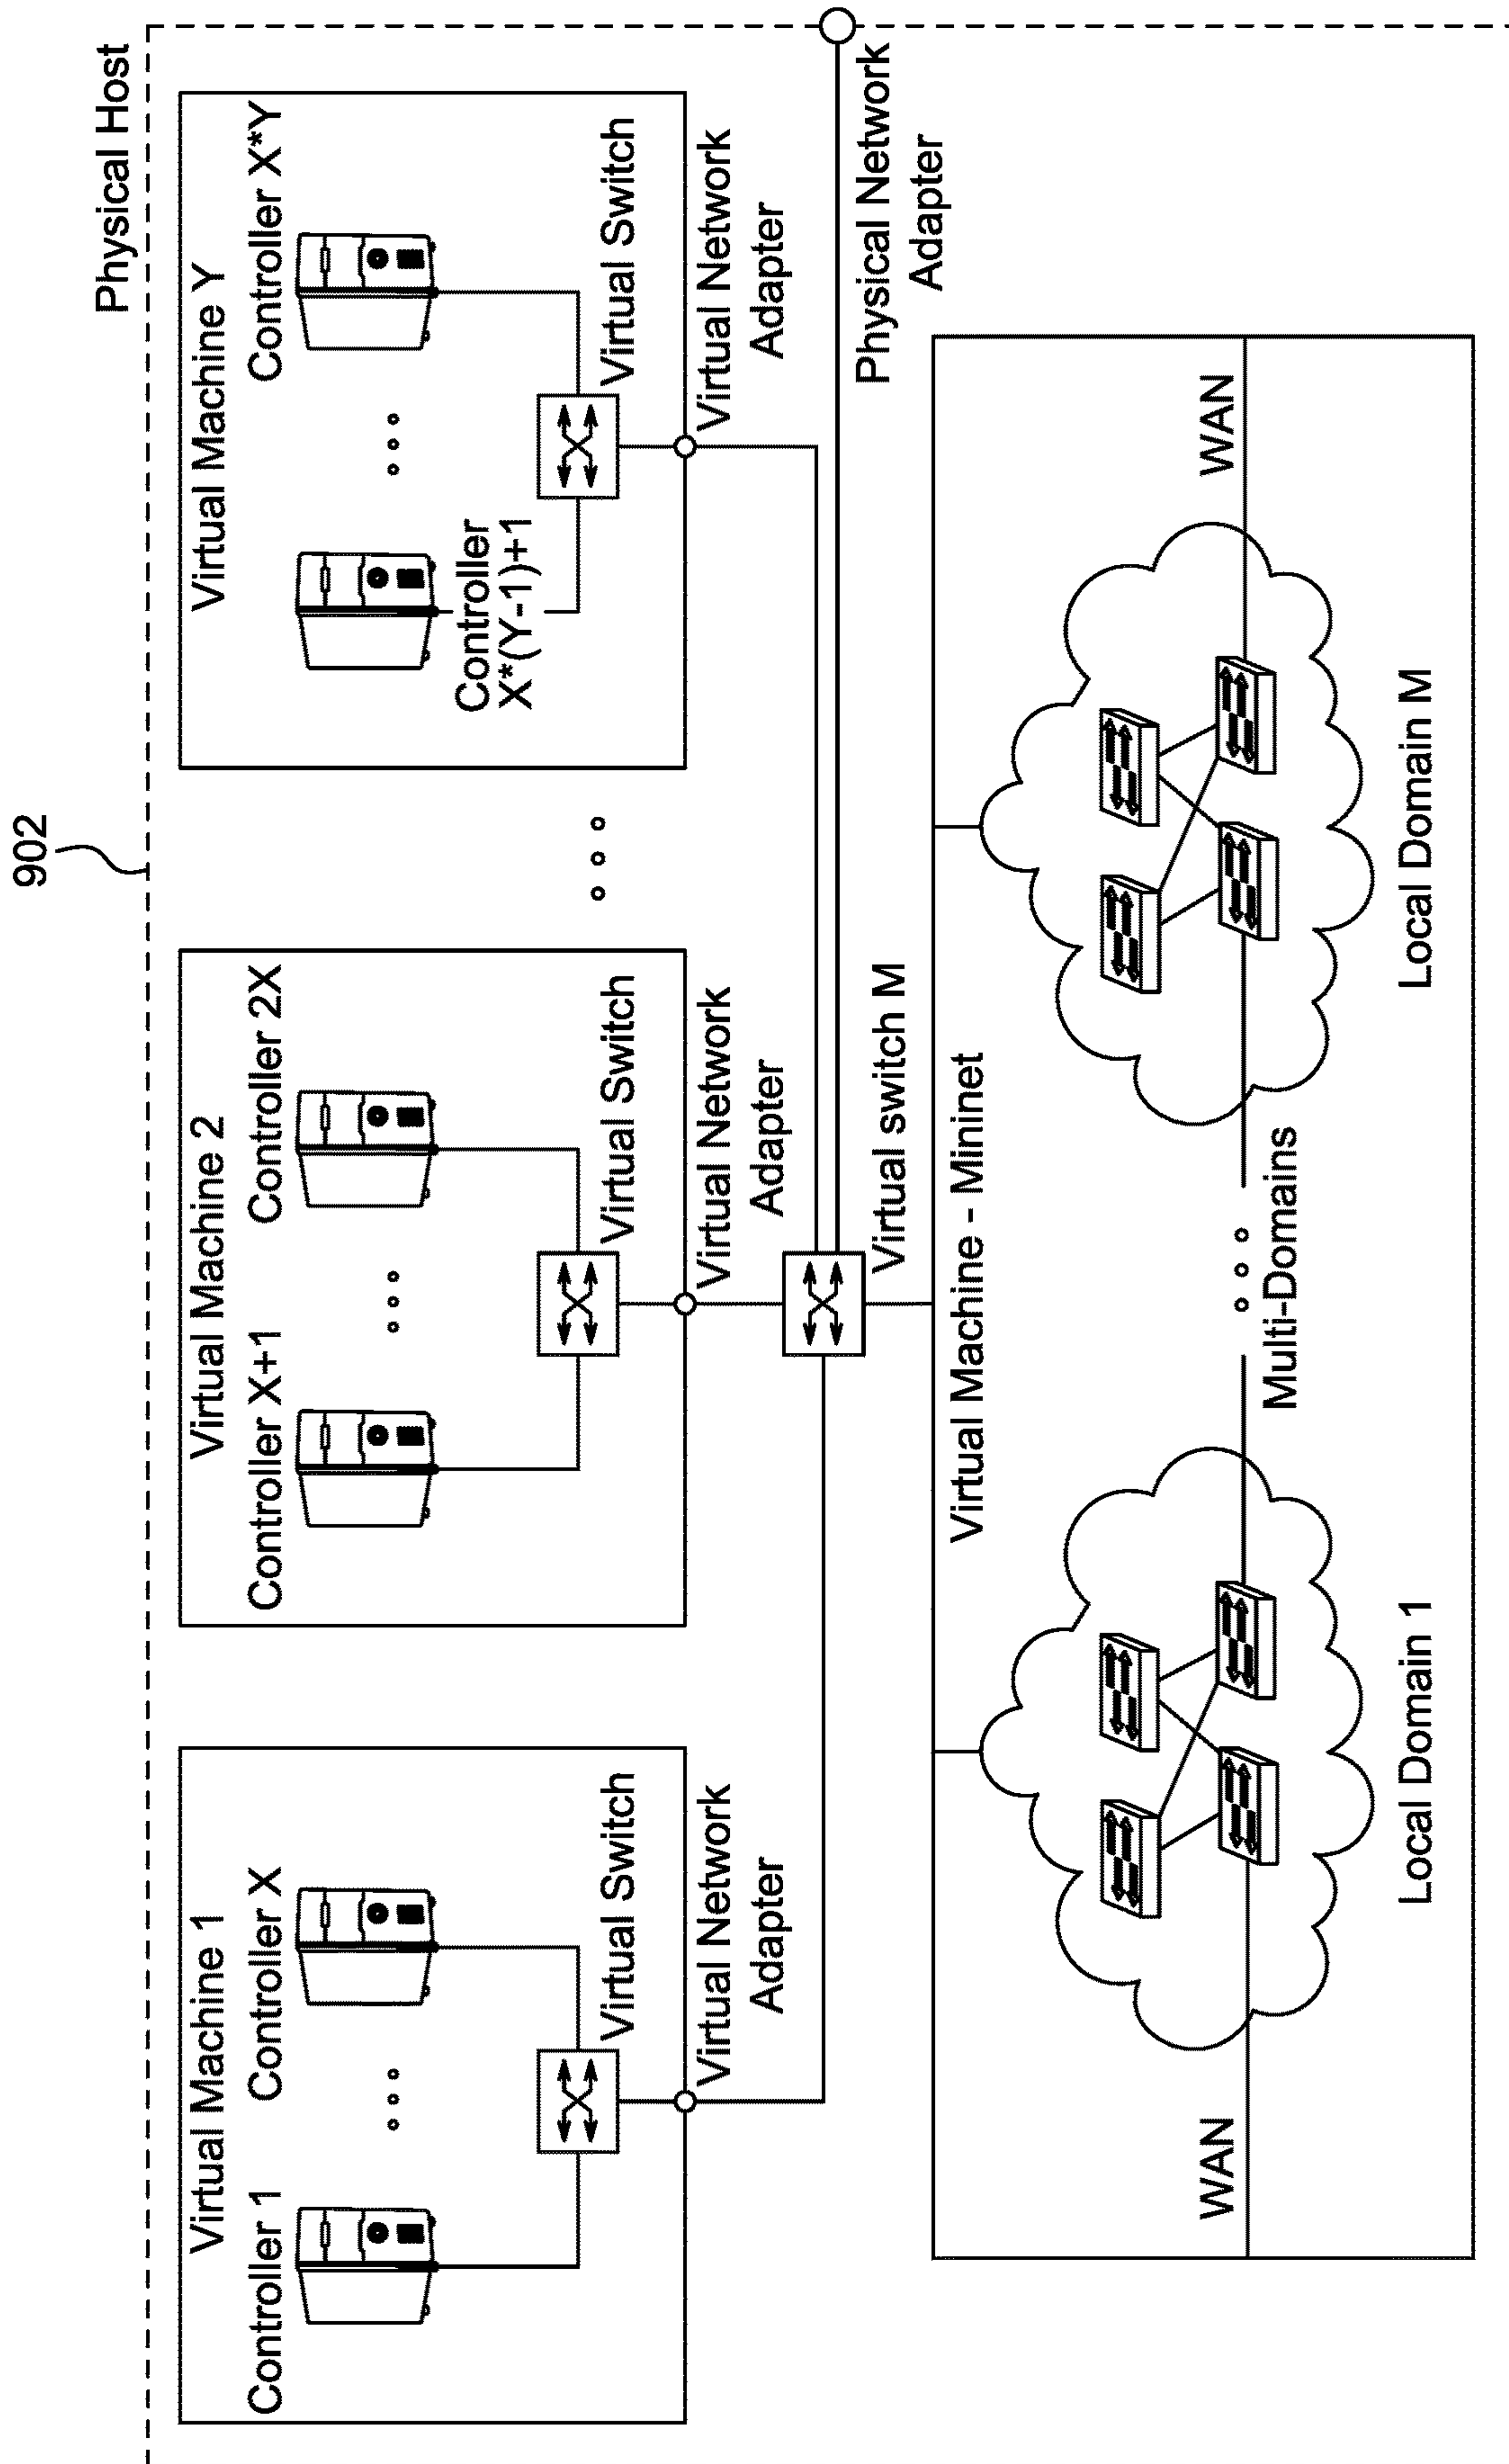 902
Physical Host
Virtual Machine 1
Controller 1
Controller X
Virtual Switch
Virtual Network
Adapter
Virtual Machine 2
Controller X+1
Controller 2X
Virtual Switch
Virtual Network
Adapter
Virtual Machine Y
Controller
X*(Y-1)+1
Controller X*Y
Virtual Switch
Virtual Network
Adapter
Physical Network
Adapter
Virtual switch M
Virtual Machine - Mininet
WAN
Local Domain 1
Multi-Domains
Local Domain M
WAN